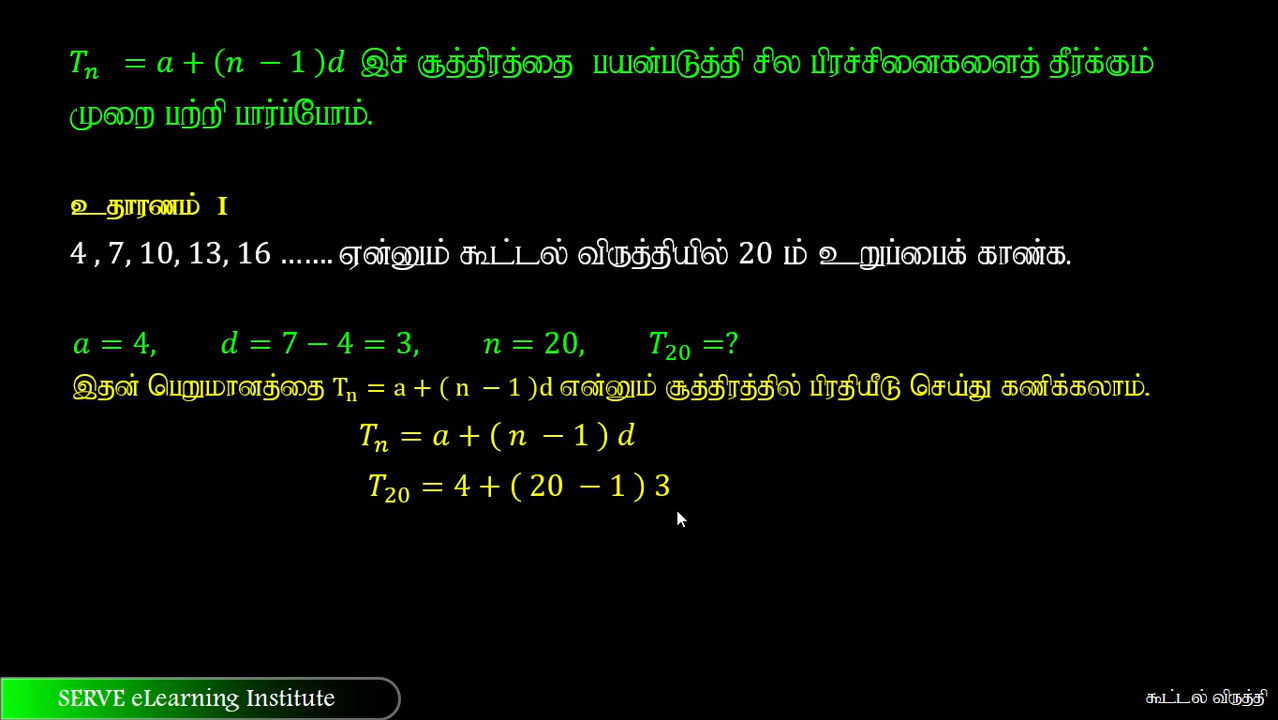 Tₙ = a + (n − 1 )d இச் சூத்திரத்தை பயன்படுத்தி சில பிரச்சினைகளைத் தீர்க்கும்
முறை பற்றி பார்ப்போம்.
உதாரணம் I
4 , 7, 10, 13, 16 ....... ஏன்னும் கூட்டல் விருத்தியில் 20 ம் உறுப்பைக் காண்க.
a = 4, d = 7 − 4 = 3, n = 20, T₂₀ =?
இதன் பெறுமானத்தை Tₙ = a + ( n − 1 )d என்னும் சூத்திரத்தில் பிரதியீடு செய்து கணிக்கலாம்.
Tₙ = a + ( n − 1 ) d
T₂₀ = 4 + ( 20 − 1 ) 3
SERVE eLearning Institute
கூட்டல் விருத்தி